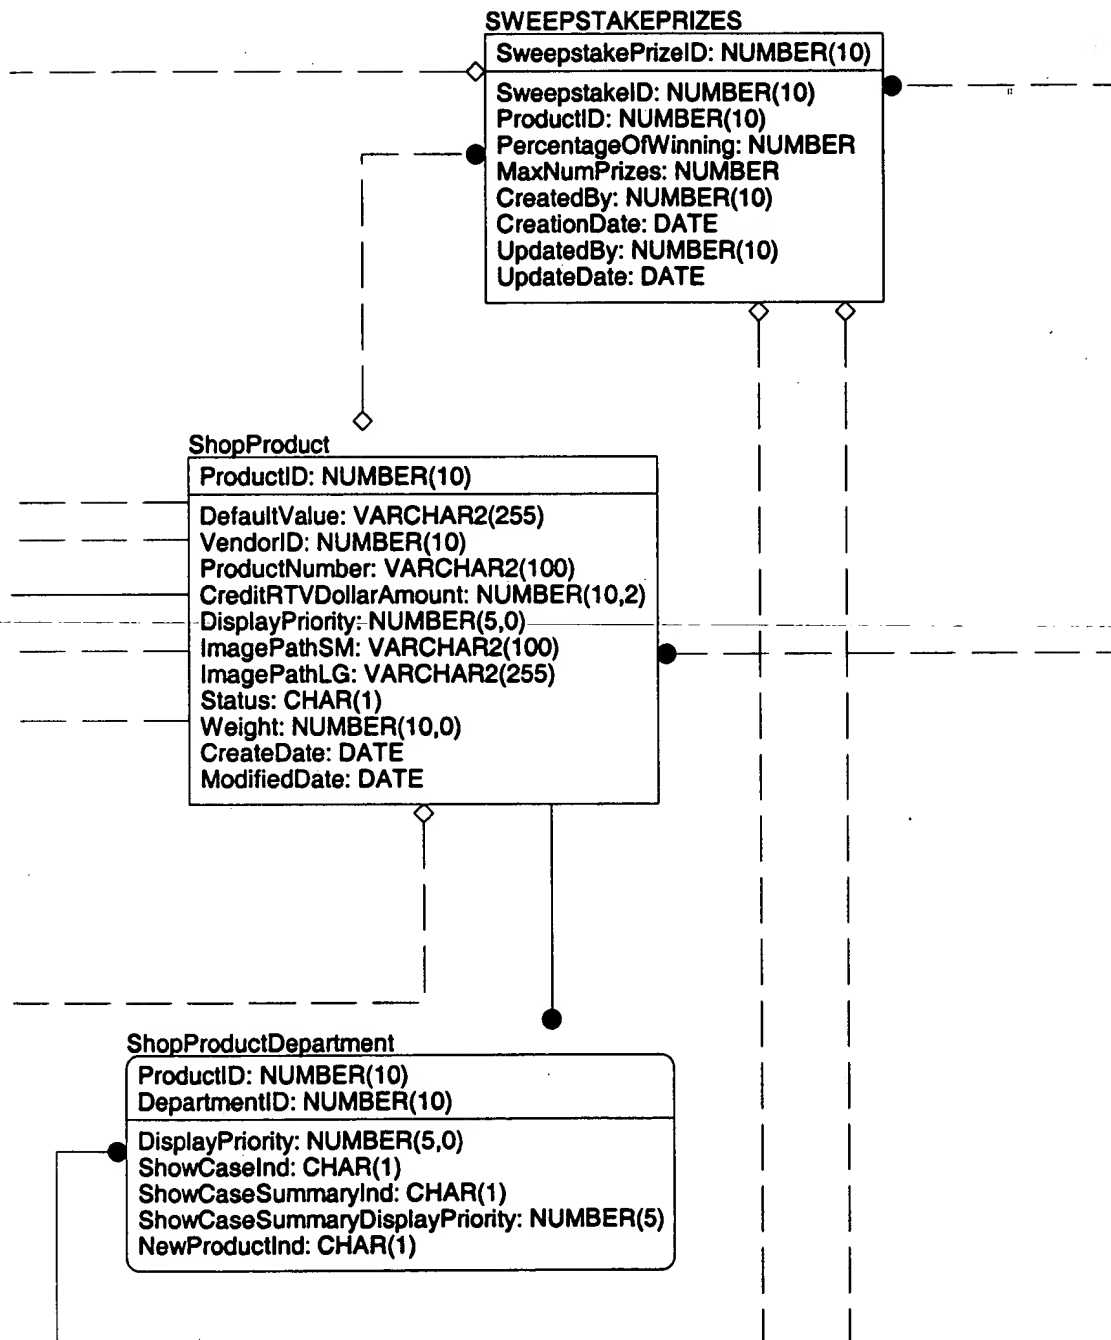 SWEEPSTAKEPRIZES
SweepstakePrizeID: NUMBER(10)
SweepstakeID: NUMBER(10)
ProductID: NUMBER(10)
PercentageOfWinning: NUMBER
MaxNumPrizes: NUMBER
CreatedBy: NUMBER(10)
CreationDate: DATE
UpdatedBy: NUMBER(10)
UpdateDate: DATE
ShopProduct
ProductID: NUMBER(10)
DefaultValue: VARCHAR2(255)
VendorID: NUMBER(10)
ProductNumber: VARCHAR2(100)
CreditRTVDollarAmount: NUMBER(10,2)
DisplayPriority: NUMBER(5,0)
ImagePathSM: VARCHAR2(100)
ImagePathLG: VARCHAR2(255)
Status: CHAR(1)
Weight: NUMBER(10,0)
CreateDate: DATE
ModifiedDate: DATE
ShopProductDepartment
ProductID: NUMBER(10)
DepartmentID: NUMBER(10)
DisplayPriority: NUMBER(5,0)
ShowCaseInd: CHAR(1)
ShowCaseSummaryInd: CHAR(1)
ShowCaseSummaryDisplayPriority: NUMBER(5)
NewProductInd: CHAR(1)